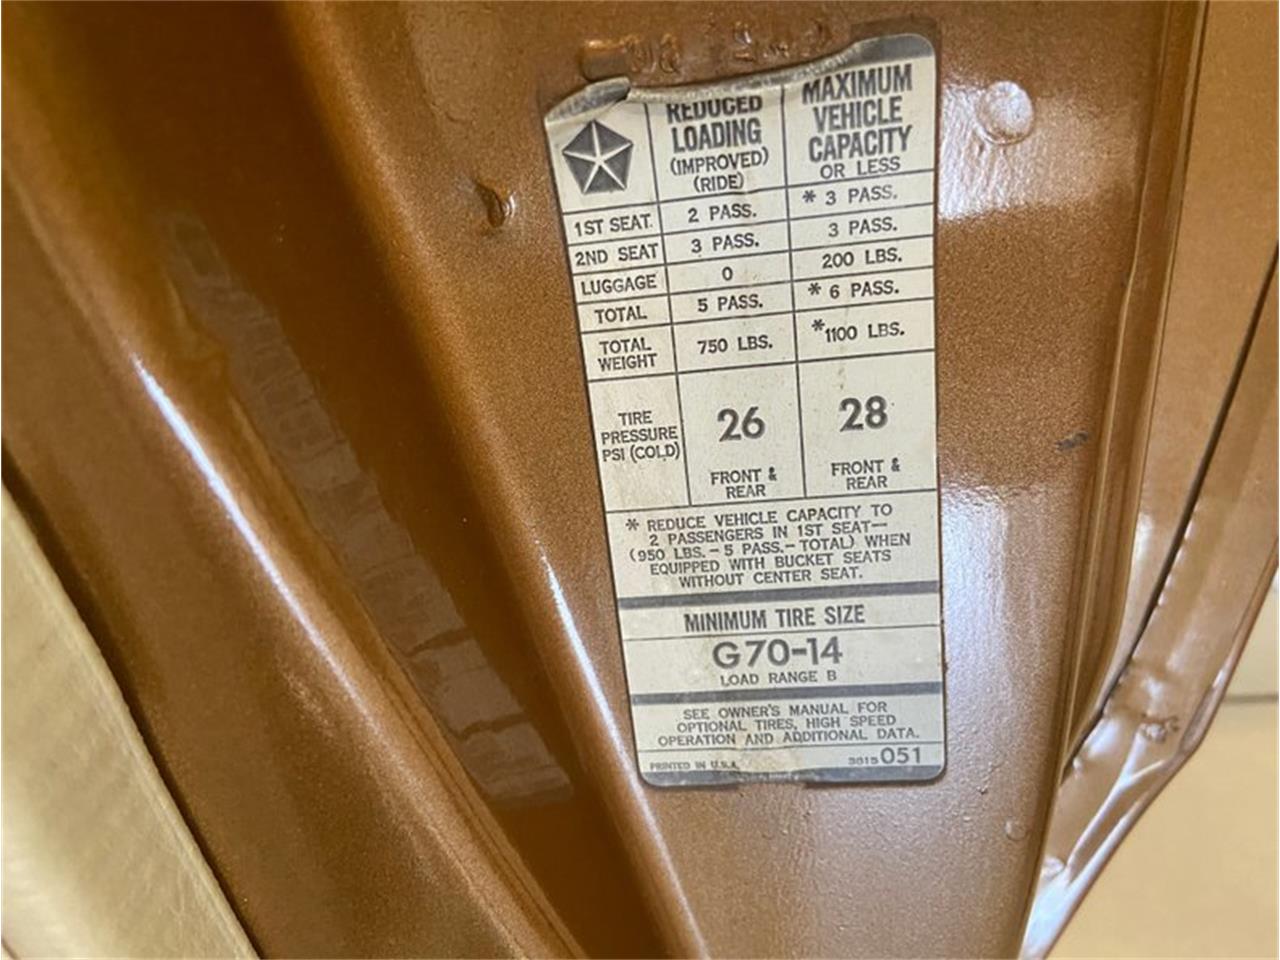 REDUCED LOADING (IMPROVED) (RIDE) MAXIMUM VEHICLE CAPACITY OR LESS
1ST SEAT 2 PASS. * 3 PASS.
2ND SEAT 3 PASS. 3 PASS.
LUGGAGE 0 200 LBS.
TOTAL 5 PASS. * 6 PASS.
TOTAL WEIGHT 750 LBS. *1100 LBS.
TIRE PRESSURE PSI (COLD) 26 FRONT & REAR 28 FRONT & REAR
* REDUCE VEHICLE CAPACITY TO
2 PASSENGERS IN 1ST SEAT—
(950 LBS.-5 PASS.-TOTAL) WHEN
EQUIPPED WITH BUCKET SEATS
WITHOUT CENTER SEAT.
MINIMUM TIRE SIZE
G70-14
LOAD RANGE B
SEE OWNER'S MANUAL FOR
OPTIONAL TIRES, HIGH SPEED
OPERATION AND ADDITIONAL DATA.
PRINTED IN U.S.A. 051